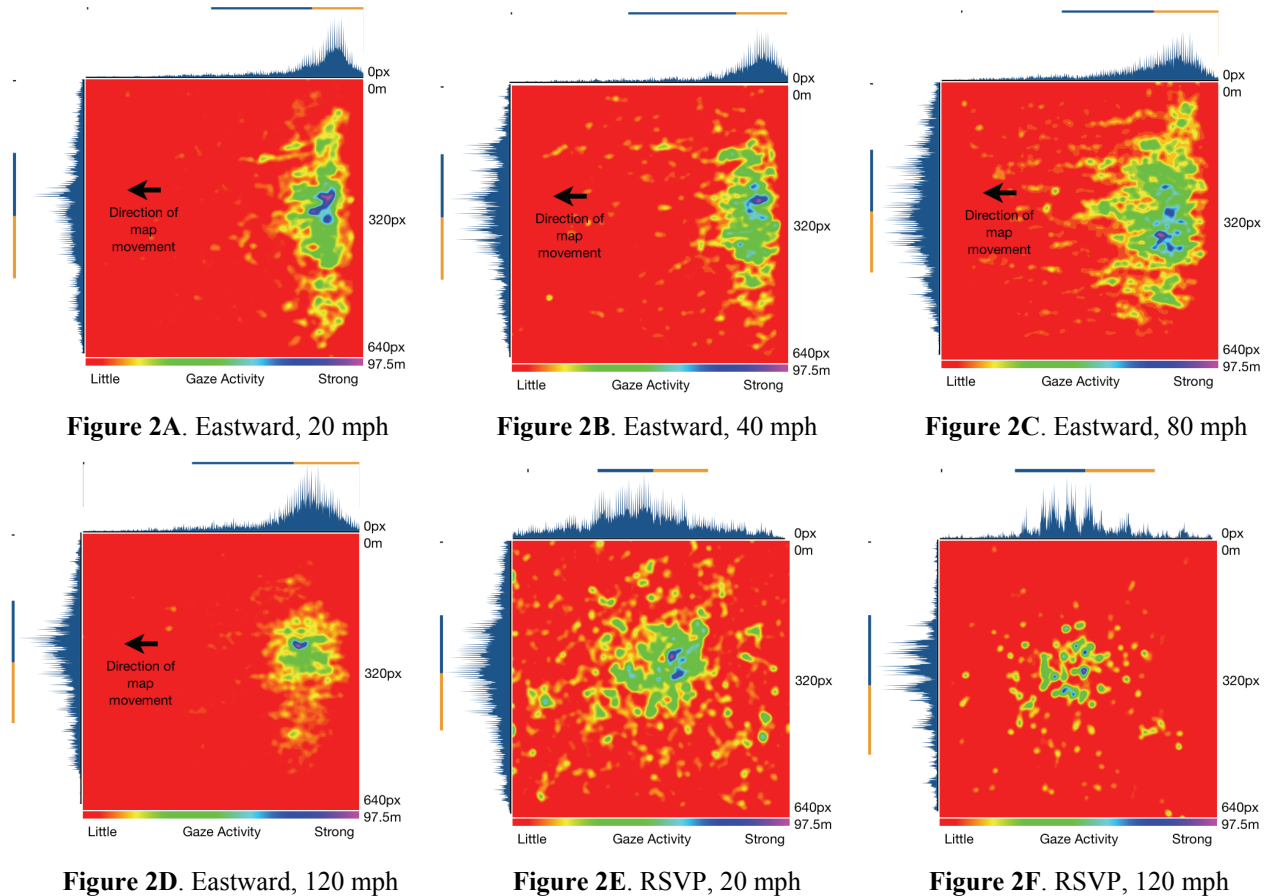 0px
0m
Direction of
map
movement
320px
640px
97.5m
Little Gaze Activity Strong
Figure 2A. Eastward, 20 mph
0px
0m
Direction of
map
movement
320px
640px
97.5m
Little Gaze Activity Strong
Figure 2B. Eastward, 40 mph
0px
0m
Direction of
map
movement
320px
640px
97.5m
Little Gaze Activity Strong
Figure 2C. Eastward, 80 mph
0px
0m
Direction of
map
movement
320px
640px
97.5m
Little Gaze Activity Strong
Figure 2D. Eastward, 120 mph
0px
0m
320px
640px
97.5m
Little Gaze Activity Strong
Figure 2E. RSVP, 20 mph
0px
0m
320px
640px
97.5m
Little Gaze Activity Strong
Figure 2F. RSVP, 120 mph